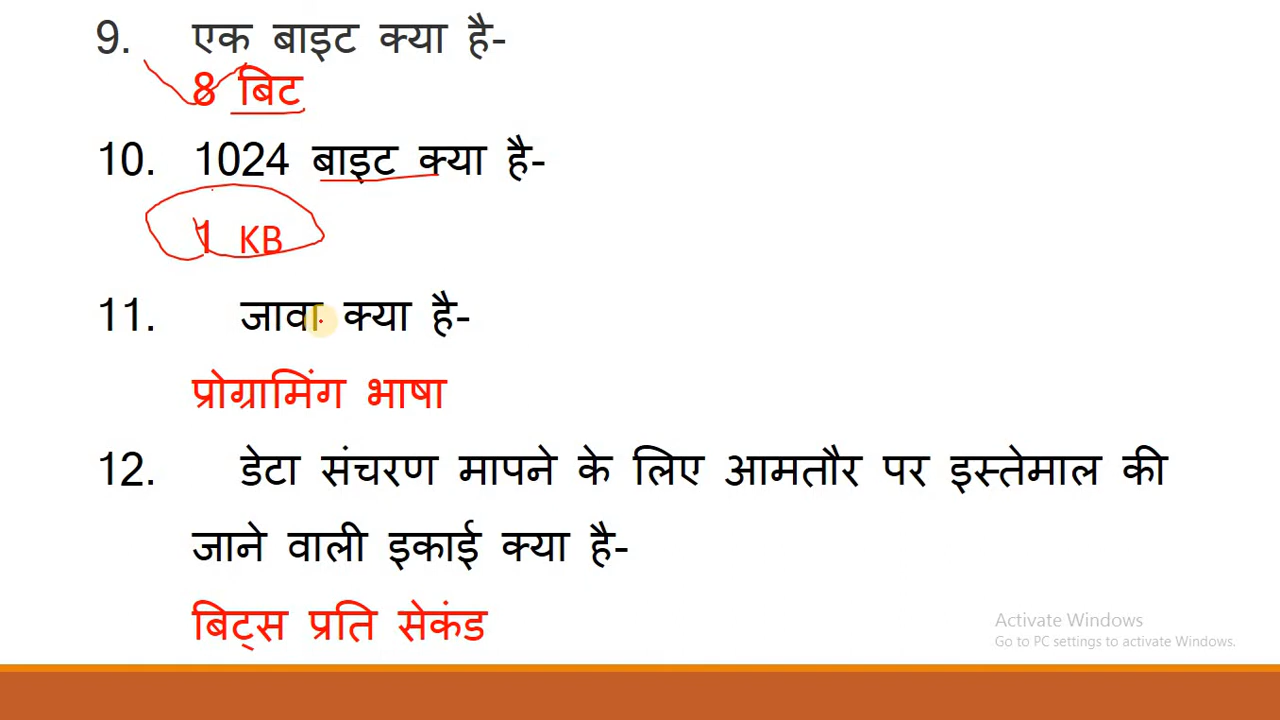 9. एक बाइट क्या है-
8 बिट
10. 1024 बाइट क्या है-
1 KB
11. जावा क्या है-
प्रोग्रामिंग भाषा
12. डेटा संचरण मापने के लिए आमतौर पर इस्तेमाल की
जाने वाली इकाई क्या है-
बिट्स प्रति सेकंड
Activate Windows
Go to PC settings to activate Windows.